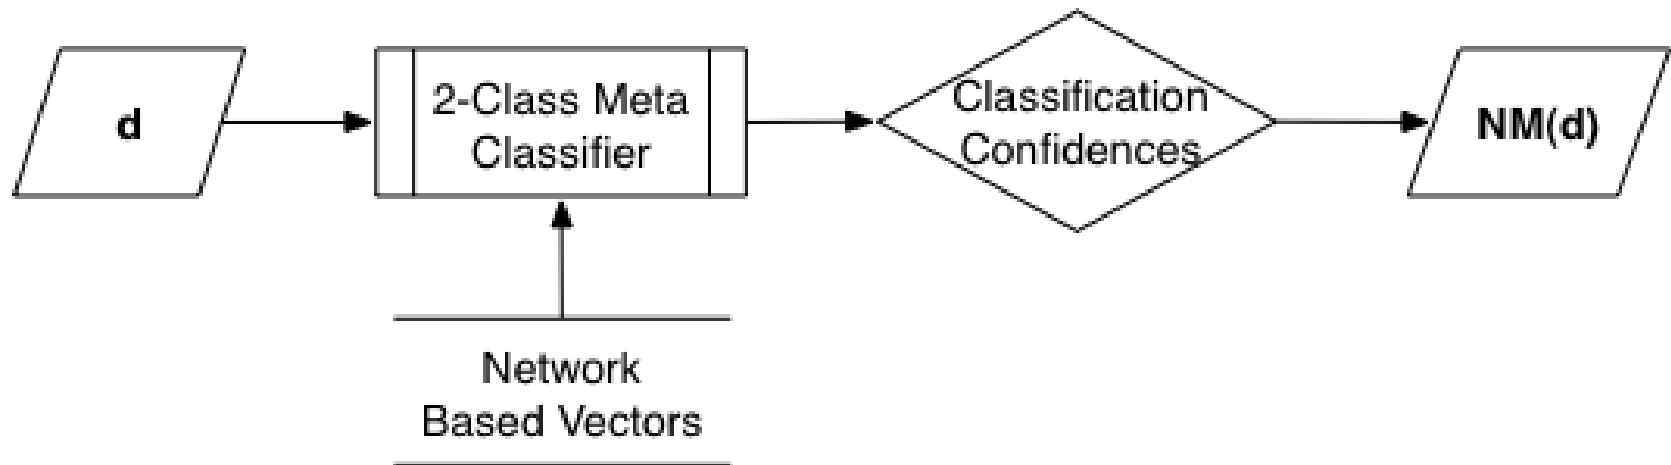 d
2-Class Meta
Classifier
Classification
Confidences
NM(d)
Network
Based Vectors